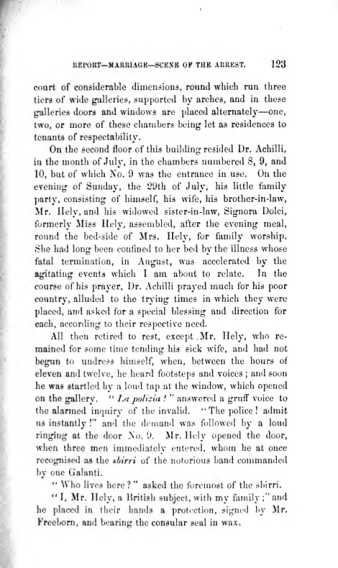 REPORT—MARRIAGE—SCENE OF THE ARREST. 123
court of considerable dimensions, round which run three
tiers of wide galleries, supported by arches, and in these
galleries doors and windows are placed alternately—one,
two, or more of these chambers being let as residences to
tenants of respectability.
On the second floor of this building resided Dr. Achilli,
in the month of July, in the chambers numbered 8, 9, and
10, but of which No. 9 was the entrance in use. On the
evening of Sunday, the 29th of July, his little family
party, consisting of himself, his wife, his brother-in-law,
Mr. Hely, and his widowed sister-in-law, Signora Dolci,
formerly Miss Hely, assembled, after the evening meal,
round the bed-side of Mrs. Hely, for family worship.
She had long been confined to her bed by the illness whose
fatal termination, in August, was accelerated by the
agitating events which I am about to relate. In the
course of his prayer, Dr. Achilli prayed much for his poor
country, alluded to the trying times in which they were
placed, and asked for a special blessing and direction for
each, according to their respective need.
All then retired to rest, except Mr. Hely, who re-
mained for some time tending his sick wife, and had not
begun to undress himself, when, between the hours of
eleven and twelve, he heard footsteps and voices; and soon
he was startled by a loud tap at the window, which opened
on the gallery. "La polizia!" answered a gruff voice to
the alarmed inquiry of the invalid. "The police! admit
us instantly!" and the demand was followed by a loud
ringing at the door No. 9. Mr. Hely opened the door,
when three men immediately entered, whom he at once
recognised as the sbirri of the notorious band commanded
by one Galanti.
"Who lives here?" asked the foremost of the sbirri.
"I, Mr. Hely, a British subject, with my family;" and
he placed in their hands a protection, signed by Mr.
Freeborn, and bearing the consular seal in wax.